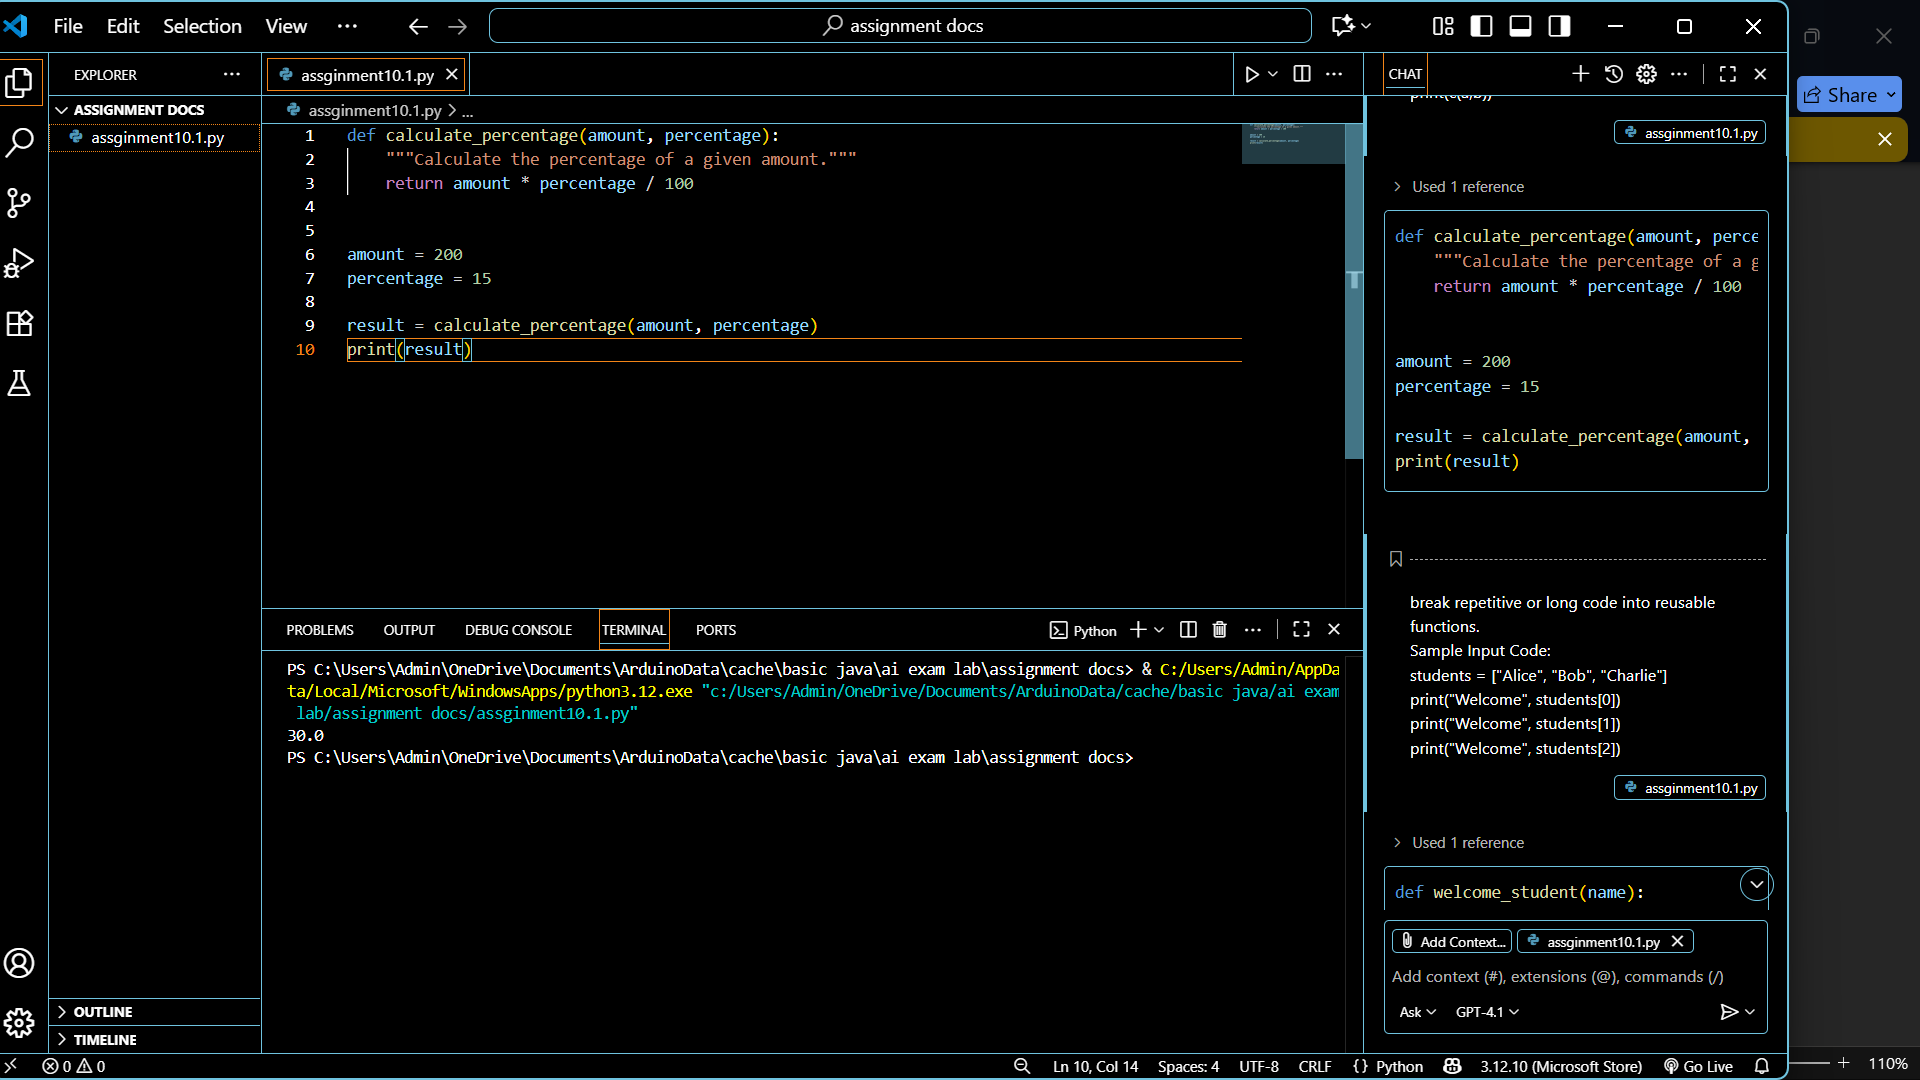 File Edit Selection View ...
assignment docs
Share
EXPLORER
ASSIGNMENT DOCS
assginment10.1.py
assginment10.1.py
assginment10.1.py > ...
1 def calculate_percentage(amount, percentage):
2 """Calculate the percentage of a given amount."""
3 return amount * percentage / 100
4
5
6 amount = 200
7 percentage = 15
8
9 result = calculate_percentage(amount, percentage)
10 print(result)
PROBLEMS OUTPUT DEBUG CONSOLE TERMINAL PORTS
Python
PS C:\Users\Admin\OneDrive\Documents\ArduinoData\cache\basic java\ai exam lab\assignment docs> & C:/Users/Admin/AppDa
ta/Local/Microsoft/WindowsApps/python3.12.exe "c:/Users/Admin/OneDrive/Documents/ArduinoData/cache/basic java/ai exam
lab/assignment docs/assginment10.1.py"
30.0
PS C:\Users\Admin\OneDrive\Documents\ArduinoData\cache\basic java\ai exam lab\assignment docs>
CHAT
assginment10.1.py
Used 1 reference
def calculate_percentage(amount, perce
"""Calculate the percentage of a g
return amount * percentage / 100
amount = 200
percentage = 15
result = calculate_percentage(amount,
print(result)
break repetitive or long code into reusable
functions.
Sample Input Code:
students = ["Alice", "Bob", "Charlie"]
print("Welcome", students[0])
print("Welcome", students[1])
print("Welcome", students[2])
assginment10.1.py
Used 1 reference
def welcome_student(name):
Add Context... assginment10.1.py
Add context (#), extensions (@), commands (/)
Ask GPT-4.1
OUTLINE
TIMELINE
0 0
Ln 10, Col 14 Spaces: 4 UTF-8 CRLF {} Python 3.12.10 (Microsoft Store) Go Live
110%